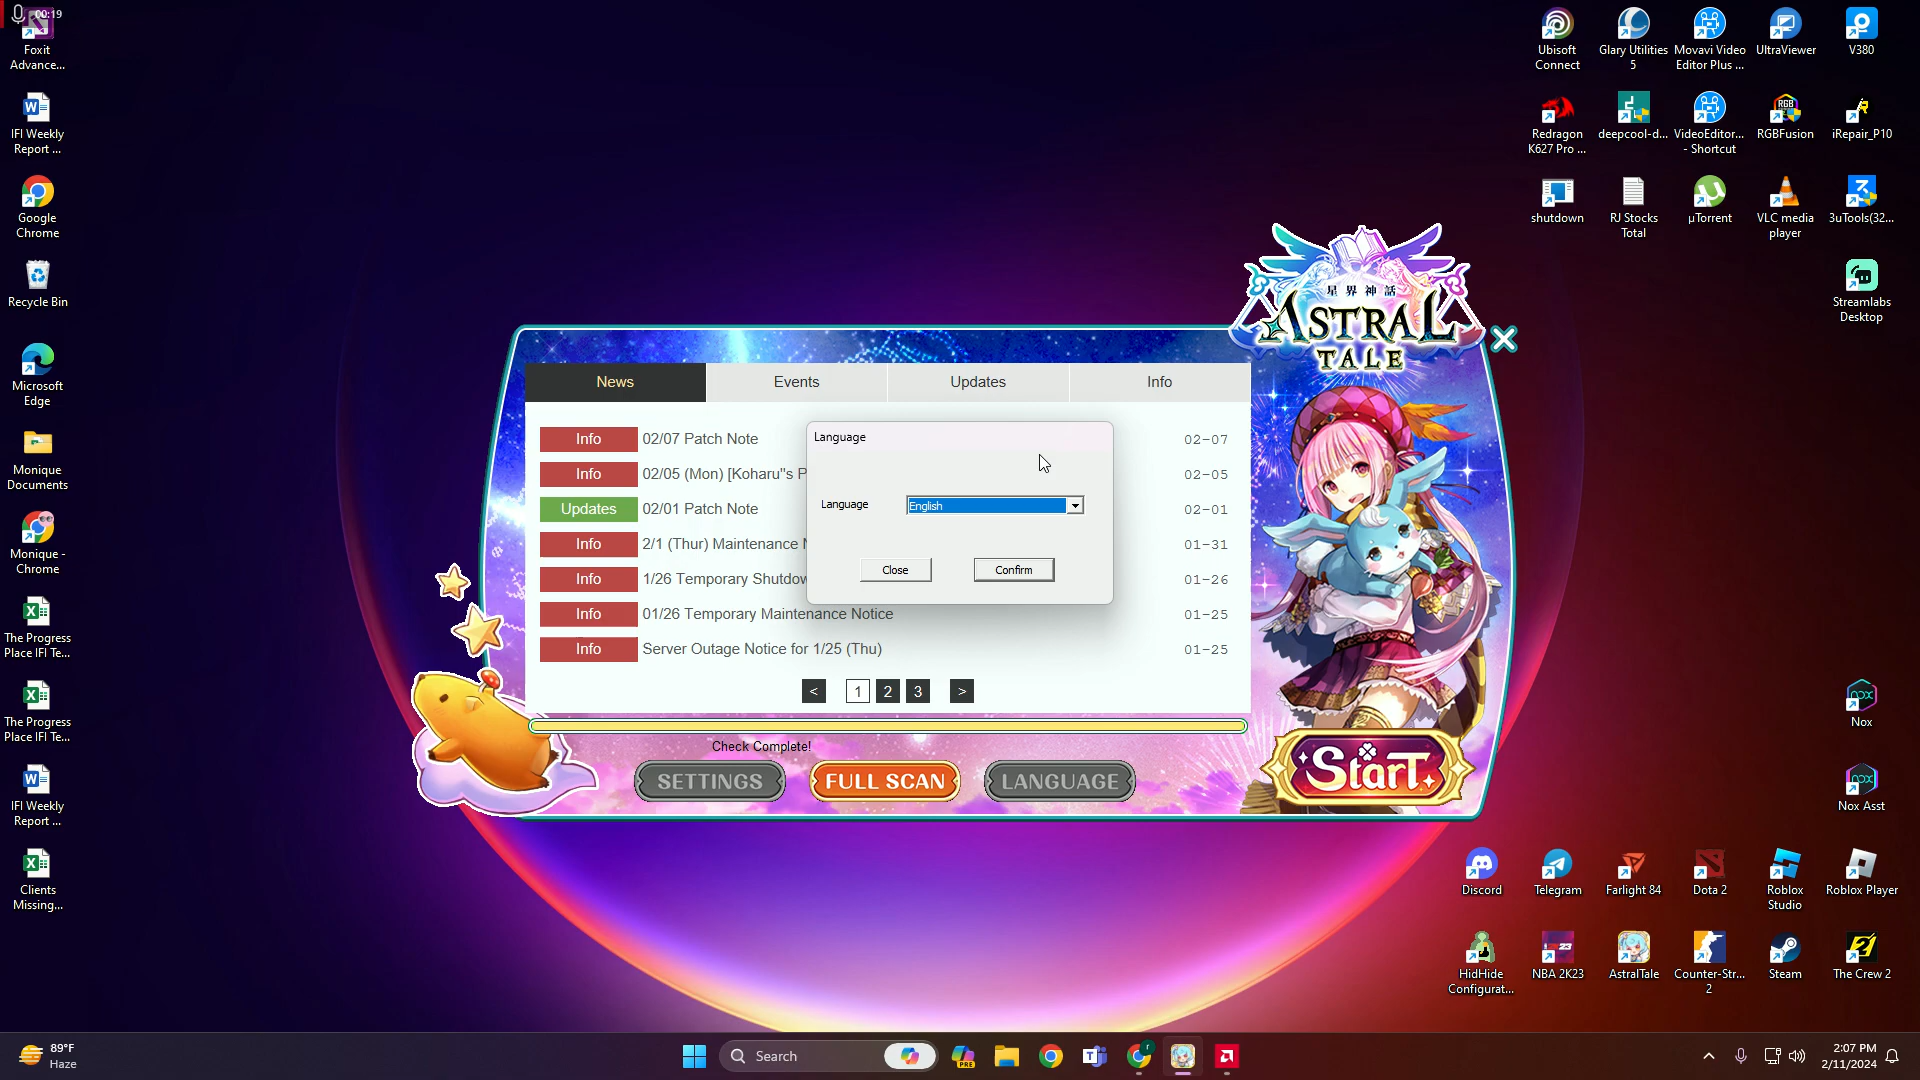 00:19
Foxit
Advance...
IFI Weekly
Report ...
Google
Chrome
Recycle Bin
Microsoft
Edge
Monique
Documents
Monique -
Chrome
The Progress
Place IFI Te...
The Progress
Place IFI Te...
IFI Weekly
Report ...
Clients
Missing...
Ubisoft
Connect
Glary Utilities
5
Movavi Video
Editor Plus ...
UltraViewer
V380
Redragon
K627 Pro ...
deepcool-d...
VideoEditor...
- Shortcut
RGBFusion
iRepair_P10
shutdown
RJ Stocks
Total
µTorrent
VLC media
player
3uTools(32...
Streamlabs
Desktop
星界神話
ASTRAL
TALE
News
Events
Updates
Info
Info 02/07 Patch Note 02-07
Info 02/05 (Mon) [Koharu"s P 02-05
Updates 02/01 Patch Note 02-01
Info 2/1 (Thur) Maintenance 01-31
Info 1/26 Temporary Shutdow 01-26
Info 01/26 Temporary Maintenance Notice 01-25
Info Server Outage Notice for 1/25 (Thu) 01-25
< 1 2 3 >
Language
Language
English
Close
Confirm
Check Complete!
SETTINGS
FULL SCAN
LANGUAGE
Start
Nox
Nox Asst
Discord
Telegram
Farlight 84
Dota 2
Roblox
Studio
Roblox Player
HidHide
Configurat...
NBA 2K23
AstralTale
Counter-Str...
2
Steam
The Crew 2
89°F
Haze
Search
PRE
2:07 PM
2/11/2024